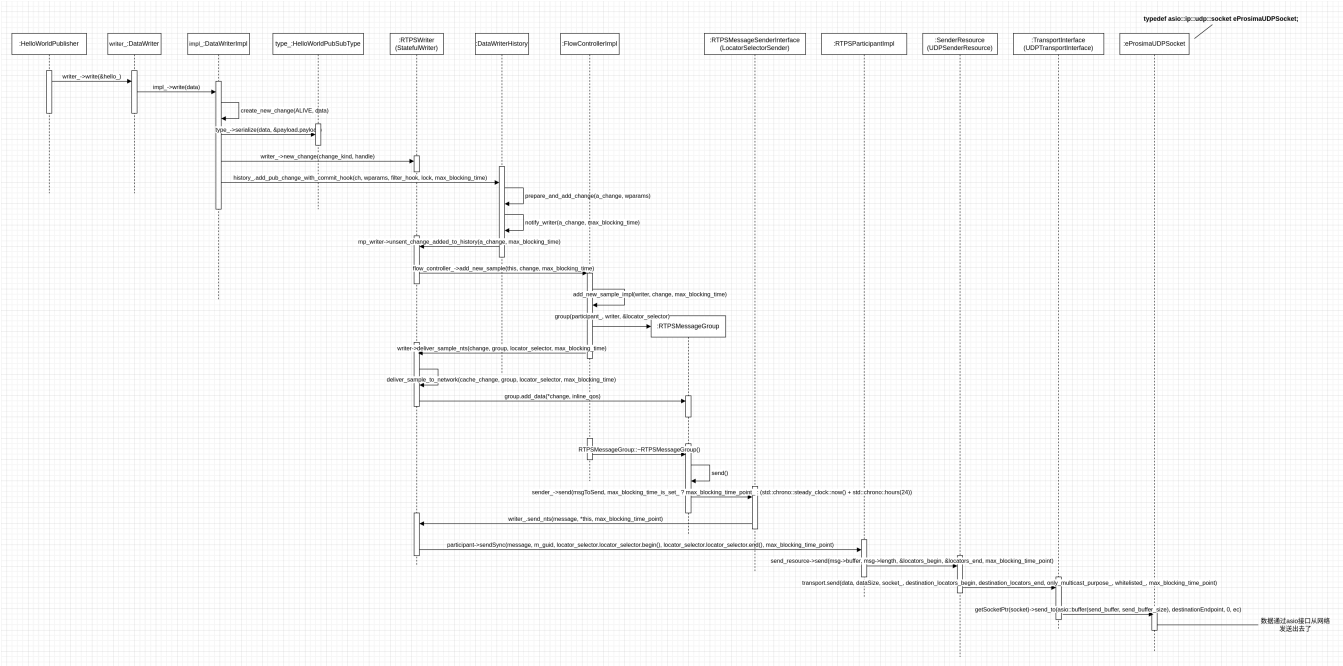 typedef asio::ip::udp::socket eProsimaUDPSocket;
:HelloWorldPublisher
writer_:DataWriter
impl_:DataWriterImpl
type_:HelloWorldPubSubType
:RTPSWriter
(StatefulWriter)
:DataWriterHistory
:FlowControllerImpl
:RTPSMessageSenderInterface
(LocatorSelectorSender)
:RTPSParticipantImpl
:SenderResource
(UDPSenderResource)
:TransportInterface
(UDPTransportInterface)
:eProsimaUDPSocket
writer_->write(&hello_)
impl_->write(data)
create_new_change(ALIVE, data)
type_->serialize(data, &payload.payload)
writer_->new_change(change_kind, handle)
history_.add_pub_change_with_commit_hook(ch, wparams, filter_hook, lock, max_blocking_time)
prepare_and_add_change(a_change, wparams)
notify_writer(a_change, max_blocking_time)
mp_writer->unsent_change_added_to_history(a_change, max_blocking_time)
flow_controller_->add_new_sample(this, change, max_blocking_time)
add_new_sample_impl(writer, change, max_blocking_time)
group(participant_, writer, &locator_selector)
:RTPSMessageGroup
writer->deliver_sample_nts(change, group, locator_selector, max_blocking_time)
deliver_sample_to_network(cache_change, group, locator_selector, max_blocking_time)
group.add_data(*change, inline_qos)
RTPSMessageGroup::~RTPSMessageGroup()
send()
sender_->send(msgToSend, max_blocking_time_is_set_ ? max_blocking_time_point_ : (std::chrono::steady_clock::now() + std::chrono::hours(24))
writer_.send_nts(message, *this, max_blocking_time_point)
participant->sendSync(message, m_guid, locator_selector.locator_selector.begin(), locator_selector.locator_selector.end(), max_blocking_time_point)
send_resource->send(msg->buffer, msg->length, &locators_begin, &locators_end, max_blocking_time_point)
transport.send(data, dataSize, socket_, destination_locators_begin, destination_locators_end, only_multicast_purpose_, whitelisted_, max_blocking_time_point)
getSocketPtr(socket)->send_to(asio::buffer(send_buffer, send_buffer_size), destinationEndpoint, 0, ec)
数据通过asio接口从网络
发送出去了